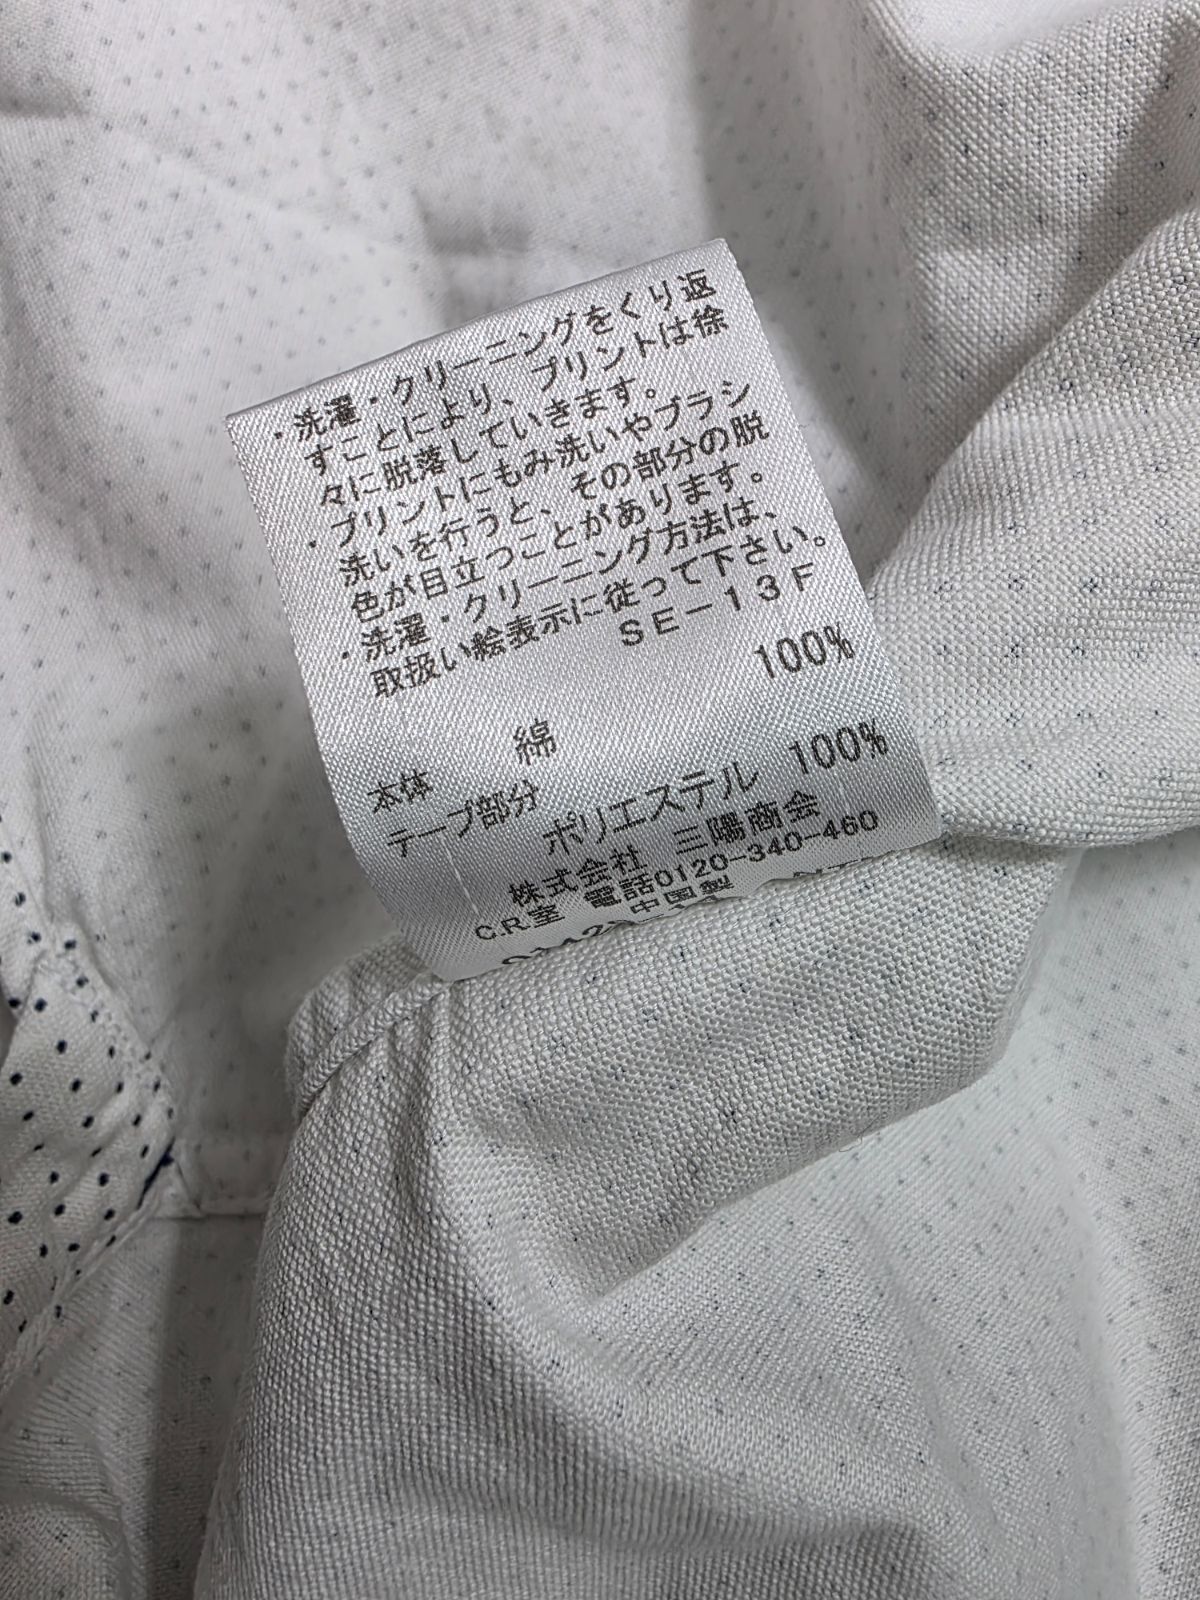 ・洗濯・クリーニングをくり返
すことにより、プリントは徐
々に脱落していきます。
・プリントにもみ洗いやブラシ
洗いを行うと、その部分の脱
色が目立つことがあります。
・洗濯・クリーニング方法は、
取扱い絵表示に従って下さい。
SE-13F
本体 綿 100%
テープ部分
ポリエステル 100%
株式会社 三陽商会
C.R.室 電話0120-340-460
中国製